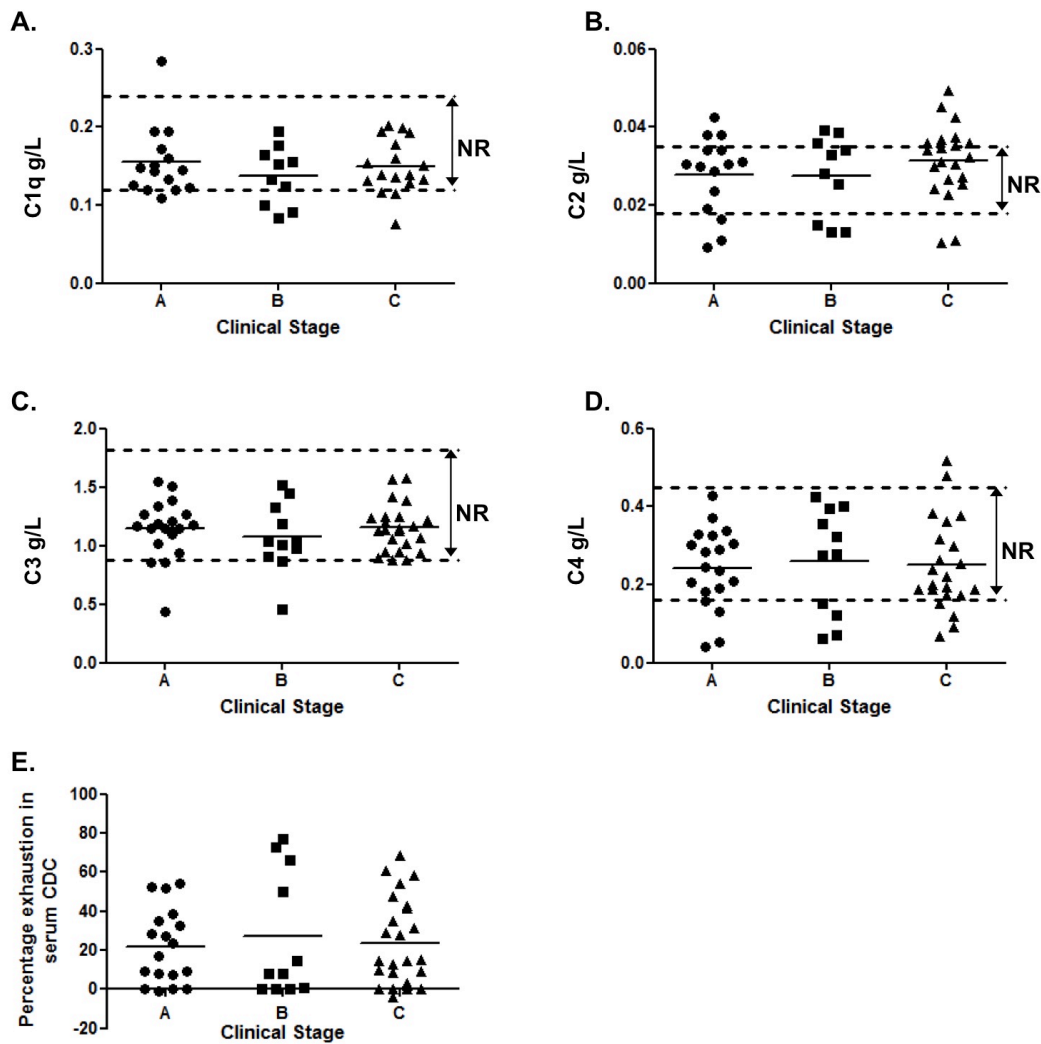 A.
0.3
0.2
0.1
0.0
C1q g/L
NR
A B C
Clinical Stage
B.
0.06
0.04
0.02
0.00
C2 g/L
NR
A B C
Clinical Stage
C.
2.0
1.5
1.0
0.5
0.0
C3 g/L
NR
A B C
Clinical Stage
D.
0.6
0.4
0.2
0.0
C4 g/L
NR
A B C
Clinical Stage
E.
100
80
60
40
20
0
-20
Percentage exhaustion in
serum CDC
A B C
Clinical Stage